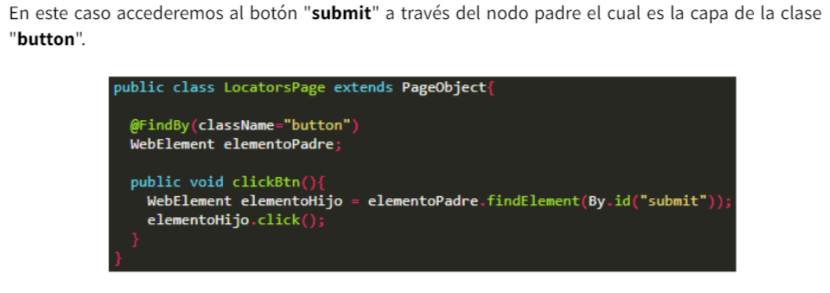 En este caso accederemos al botón "submit" a través del nodo padre el cual es la capa de la clase
"button".
public class LocatorsPage extends PageObject{
@FindBy(className="button")
WebElement elementoPadre;
public void clickBtn(){
WebElement elementoHijo = elementoPadre.findElement(By.id("submit"));
elementoHijo.click();
}
}